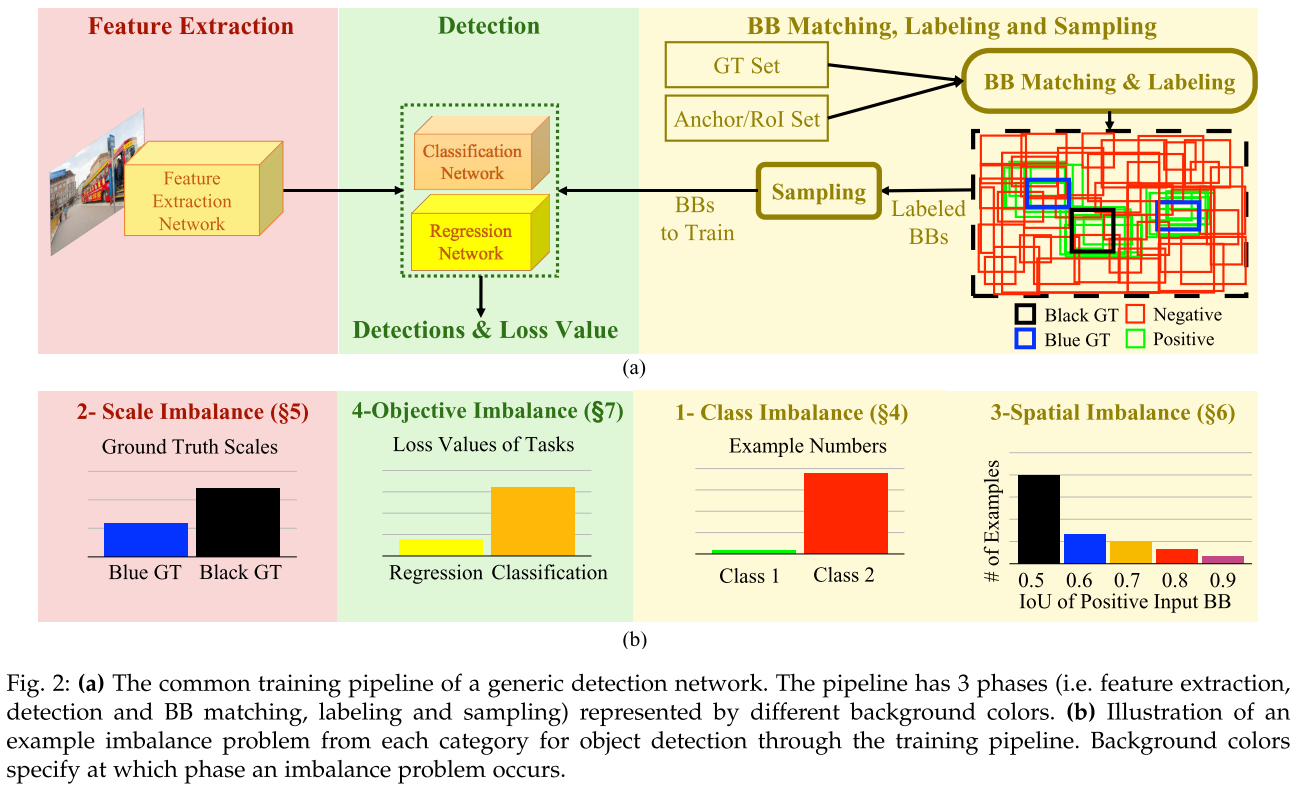 Feature Extraction
Detection
BB Matching, Labeling and Sampling
GT Set
Anchor/RoI Set
BB Matching & Labeling
Feature
Extraction
Network
Classification
Network
Regression
Network
Sampling
BBs
to Train
Labeled
BBs
Detections & Loss Value
Black GT
Negative
Blue GT
Positive
(a)
2- Scale Imbalance (§5)
Ground Truth Scales
Blue GT
Black GT
4-Objective Imbalance (§7)
Loss Values of Tasks
Regression
Classification
1- Class Imbalance (§4)
Example Numbers
Class 1
Class 2
3-Spatial Imbalance (§6)
# of Examples
0.5 0.6 0.7 0.8 0.9
IoU of Positive Input BB
(b)
Fig. 2: (a) The common training pipeline of a generic detection network. The pipeline has 3 phases (i.e. feature extraction,
detection and BB matching, labeling and sampling) represented by different background colors. (b) Illustration of an
example imbalance problem from each category for object detection through the training pipeline. Background colors
specify at which phase an imbalance problem occurs.